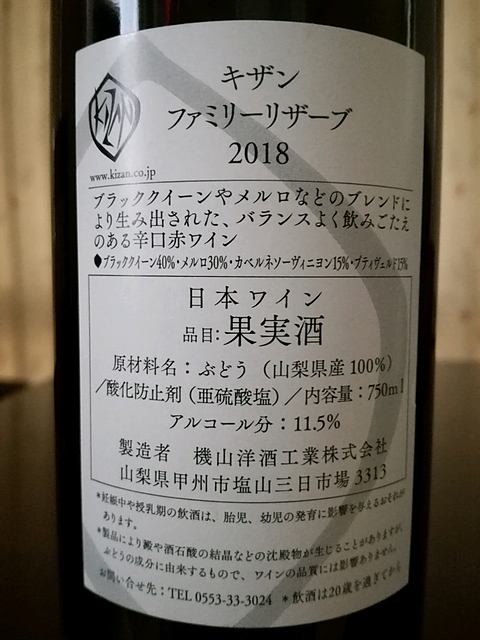 KIZAN
キザン
ファミリーリザーブ
2018
www.kizan.co.jp
ブラッククイーンやメルロなどのブレンドに
より生み出された、バランスよく飲みごたえ
のある辛口赤ワイン
●ブラッククイーン40%・メルロ30%・カベルネソーヴィニヨン15%・プティヴェルド15%
日本ワイン
品目:果実酒
原材料名:ぶどう(山梨県産100%)
/酸化防止剤(亜硫酸塩)/内容量:750ml
アルコール分:11.5%
製造者 機山洋酒工業株式会社
山梨県甲州市塩山三日市場3313
*妊娠中や授乳期の飲酒は、胎児、幼児の発育に影響を与えるおそれが
あります。
*製品により澱や酒石酸の結晶などの沈殿物が生じることがありますが、
ぶどうの成分に由来するもので、ワインの品質には影響ありません。
お問い合せ先:TEL 0553-33-3024 *飲酒は20歳を過ぎてから